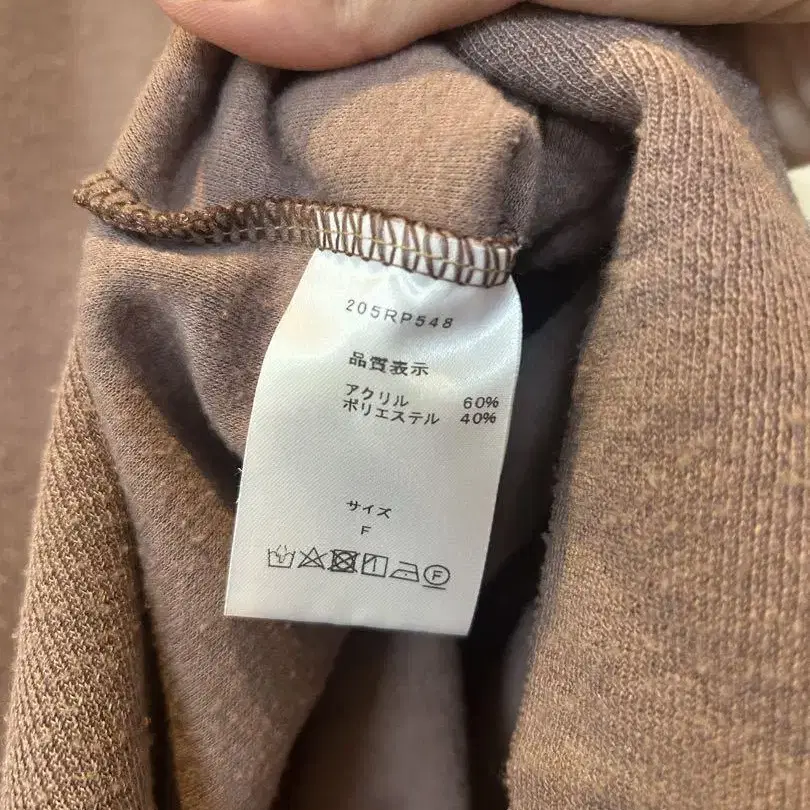 205RP548
品質表示
アクリル 60%
ポリエステル 40%
サイズ
F
F